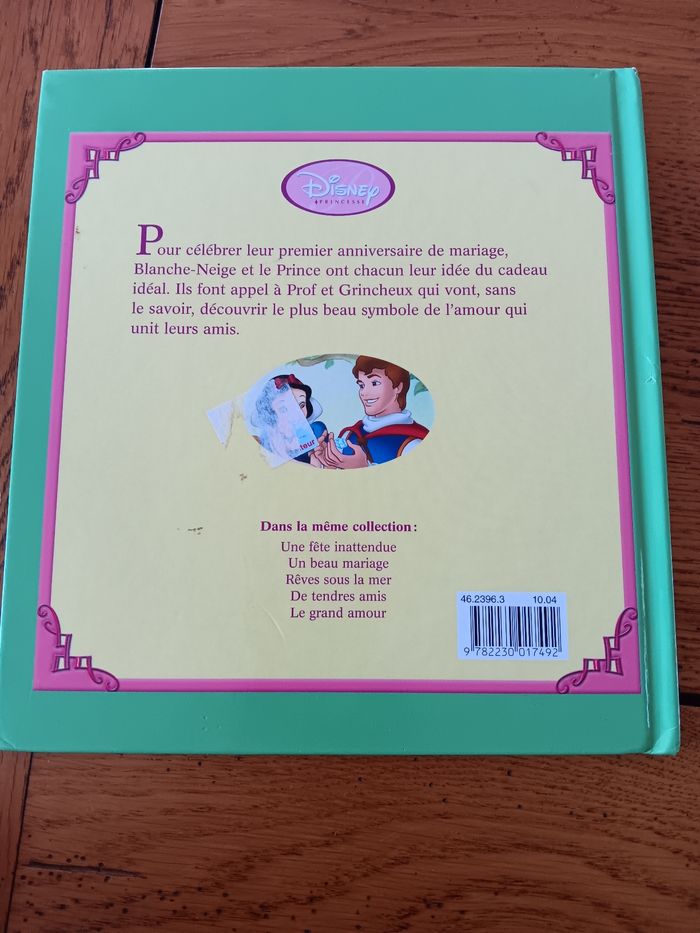 Disney
PRINCESSE
Pour célébrer leur premier anniversaire de mariage,
Blanche-Neige et le Prince ont chacun leur idée du cadeau
idéal. Ils font appel à Prof et Grincheux qui vont, sans
le savoir, découvrir le plus beau symbole de l'amour qui
unit leurs amis.
Dans la même collection :
Une fête inattendue
Un beau mariage
Rêves sous la mer
De tendres amis
Le grand amour
46.2396.3 10.04
9 782230 017492